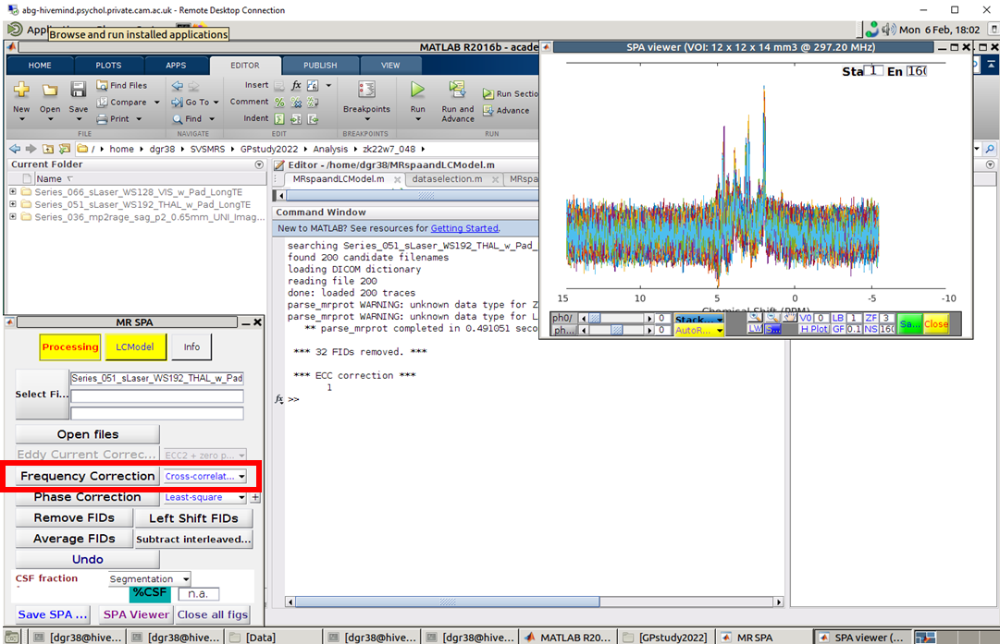 abg-hivemind.psychol.private.cam.ac.uk - Remote Desktop Connection
Appl
Browse and run installed applications
Mon 6 Feb, 18:02
MATLAB R2016b - acade
HOME PLOTS APPS EDITOR PUBLISH VIEW
New Open Save Find Files Compare Print
Go To Find
Insert fx Comment Indent
Breakpoints Run Run and Advance Run Sectio Advance
FILE NAVIGATE EDIT BREAKPOINTS RUN
/ home dgr38 SVSMRS GPstudy2022 Analysis zk22w7_048
Current Folder
Name
Series_066_sLaser_WS128_VIS_w_Pad_LongTE
Series_051_sLaser_WS192_THAL_w_Pad_LongTE
Series_036_mp2rage_sag_p2_0.65mm_UNI_Imag...
Editor - /home/dgr38/MRspaandLCModel.m
MRspaandLCModel.m dataselection.m MRspa
Command Window
New to MATLAB? See resources for Getting Started.
searching Series_051_sLaser_WS192_THAL_w_Pad_
found 200 candidate filenames
loading DICOM dictionary
reading file 200
done: loaded 200 traces
parse_mrprot WARNING: unknown data type for Z
parse_mrprot WARNING: unknown data type for L
** parse_mrprot completed in 0.491051 seco
*** 32 FIDs removed. ***
*** ECC correction ***
1
fx >>
SPA viewer (VOI: 12 x 12 x 14 mm3 @ 297.20 MHz)
Sta 1 En 160
15 10 5 0 -5 -10
Chemical Shift (PPM)
ph0/ 0 Stack... V0 0 LB 1 ZF 3 Sa... Close
ph... 0 AutoR... LW H Plot GF 0.1 NS 160
MR SPA
Processing LCModel Info
Select Fi... Series_051_sLaser_WS192_THAL_w_Pad
Open files
Eddy Current Correc... ECC2 + zero p...
Frequency Correction Cross-correlat...
Phase Correction Least-square +
Remove FIDs Left Shift FIDs
Average FIDs Subtract interleaved...
Undo
CSF fraction Segmentation
%CSF n.a.
Save SPA ... SPA Viewer Close all figs
[dgr38@hive... [dgr38@hive... [Data] [dgr38@hive... [dgr38@hive... MATLAB R20... [GPstudy2022] MR SPA SPA viewer (...